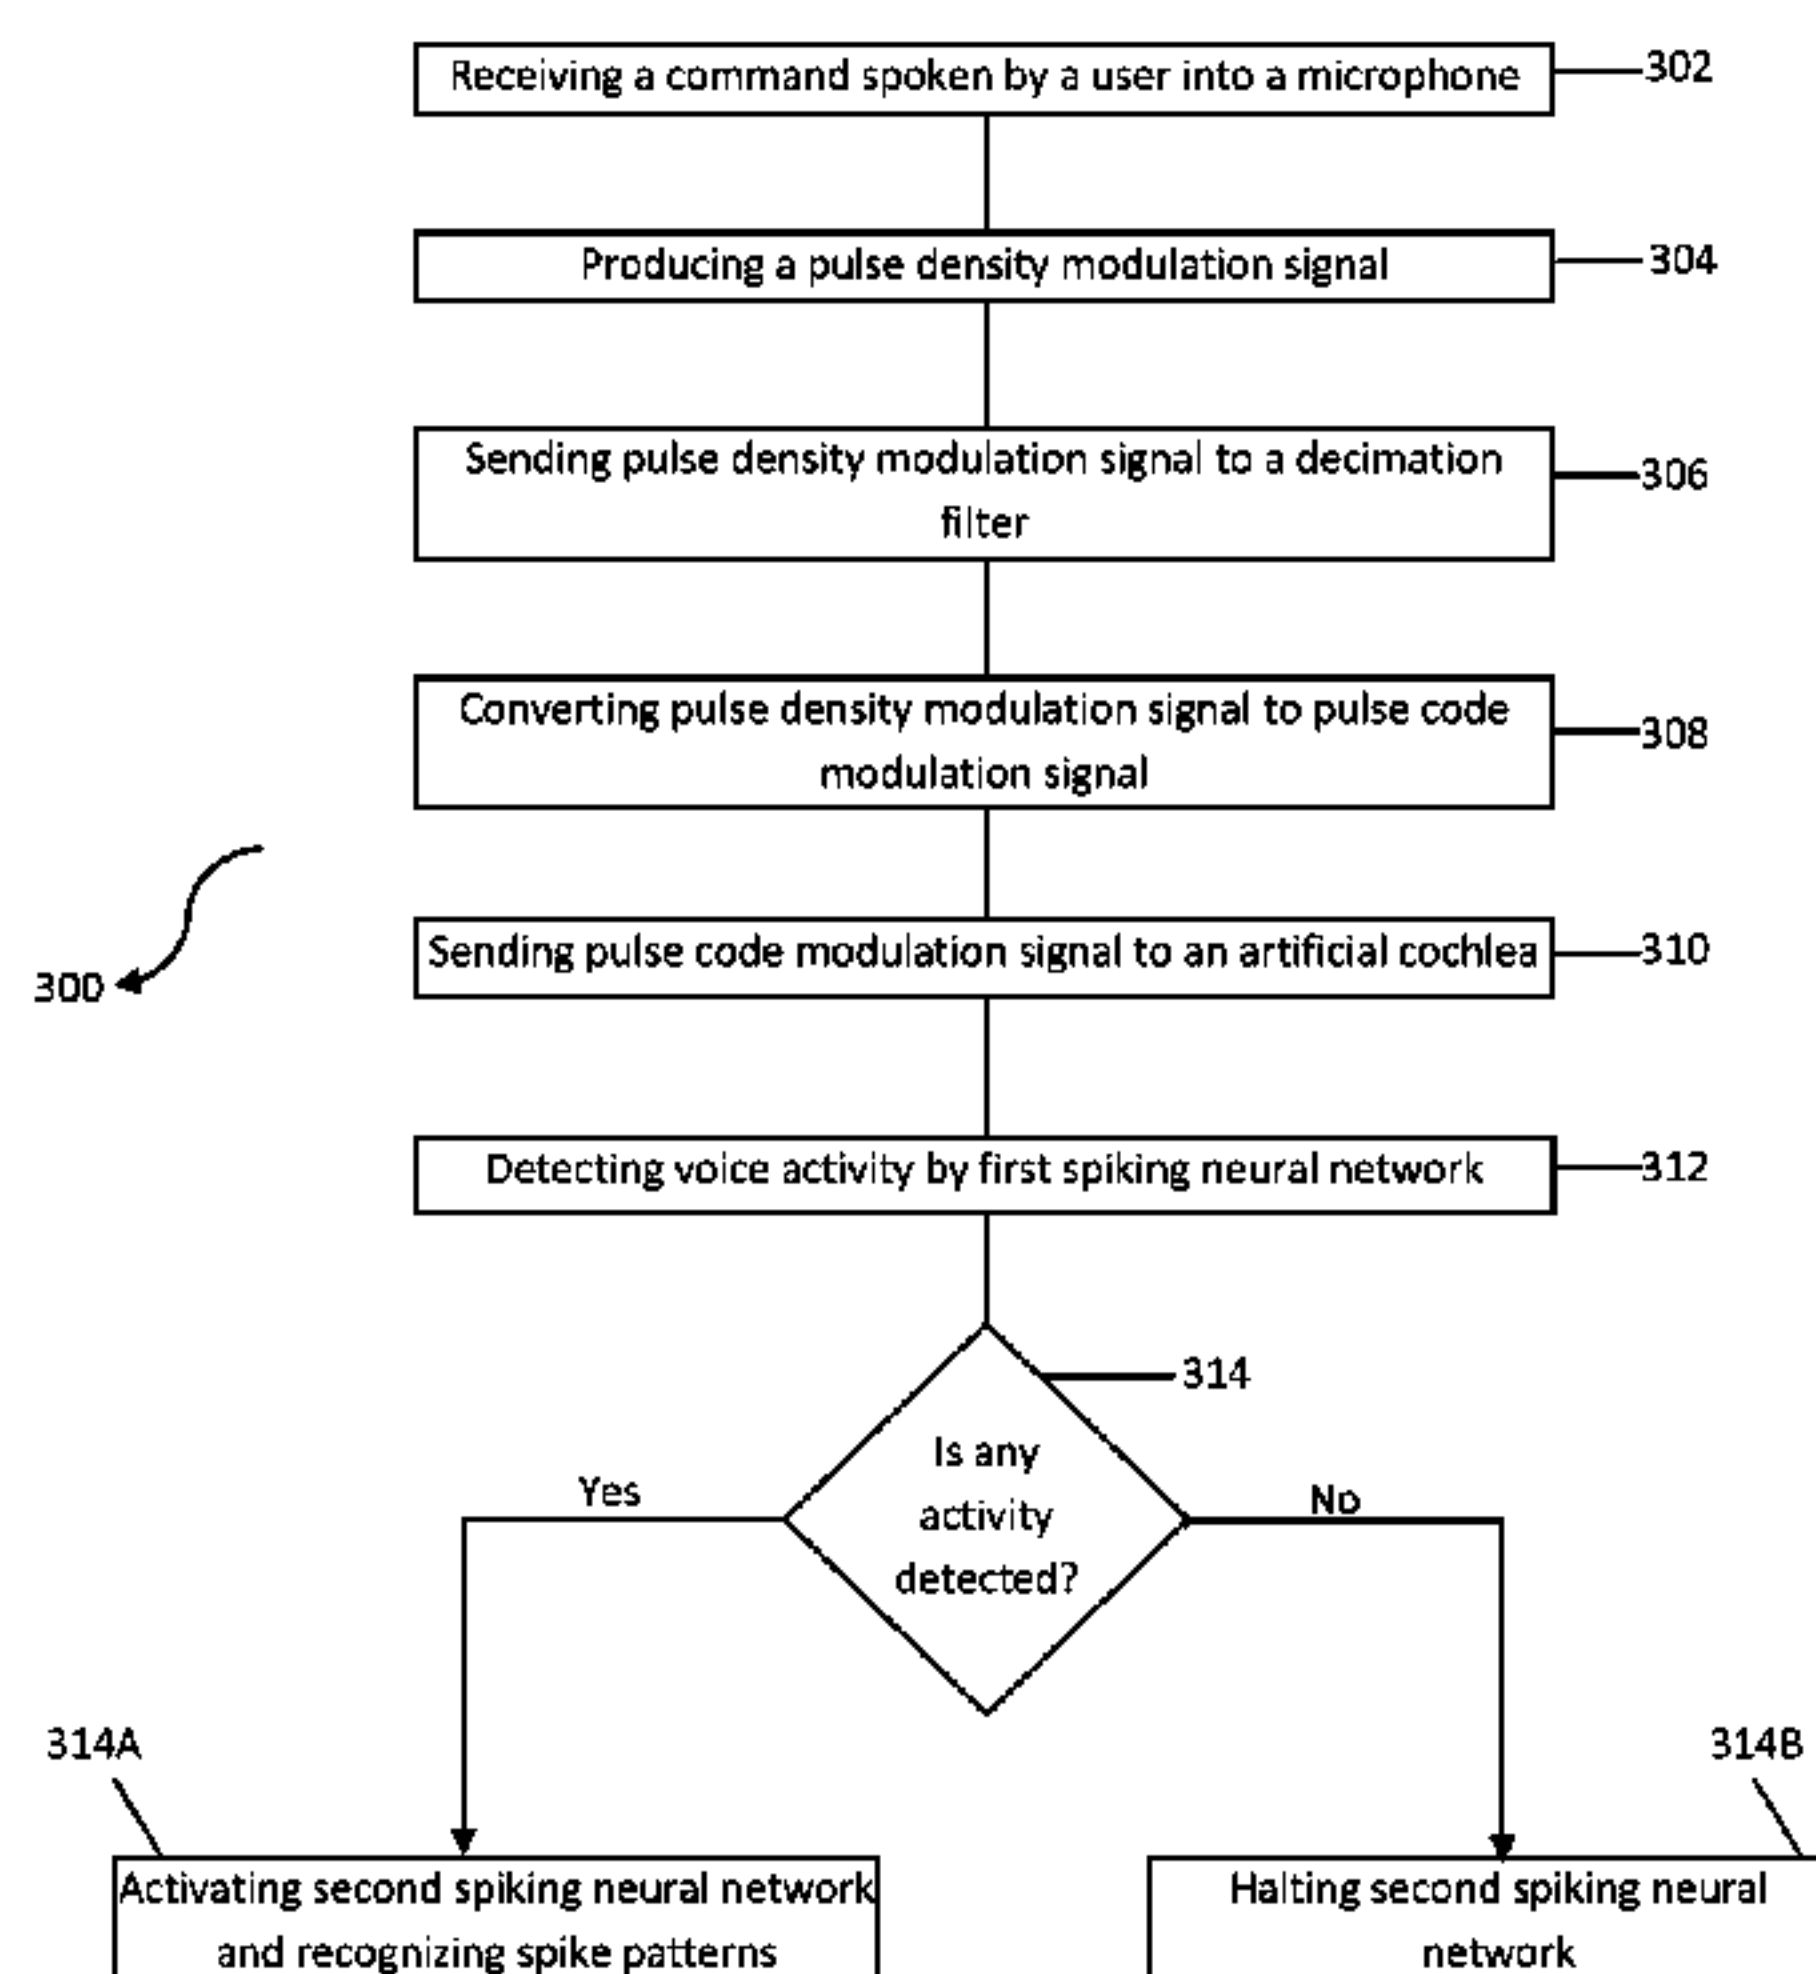 Receiving a command spoken by a user into a microphone
302
Producing a pulse density modulation signal
304
Sending pulse density modulation signal to a decimation
filter
306
Converting pulse density modulation signal to pulse code
modulation signal
308
300
Sending pulse code modulation signal to an artificial cochlea
310
Detecting voice activity by first spiking neural network
312
314
Is any
activity
detected?
Yes
No
314A
314B
Activating second spiking neural network
and recognizing spike patterns
Halting second spiking neural
network